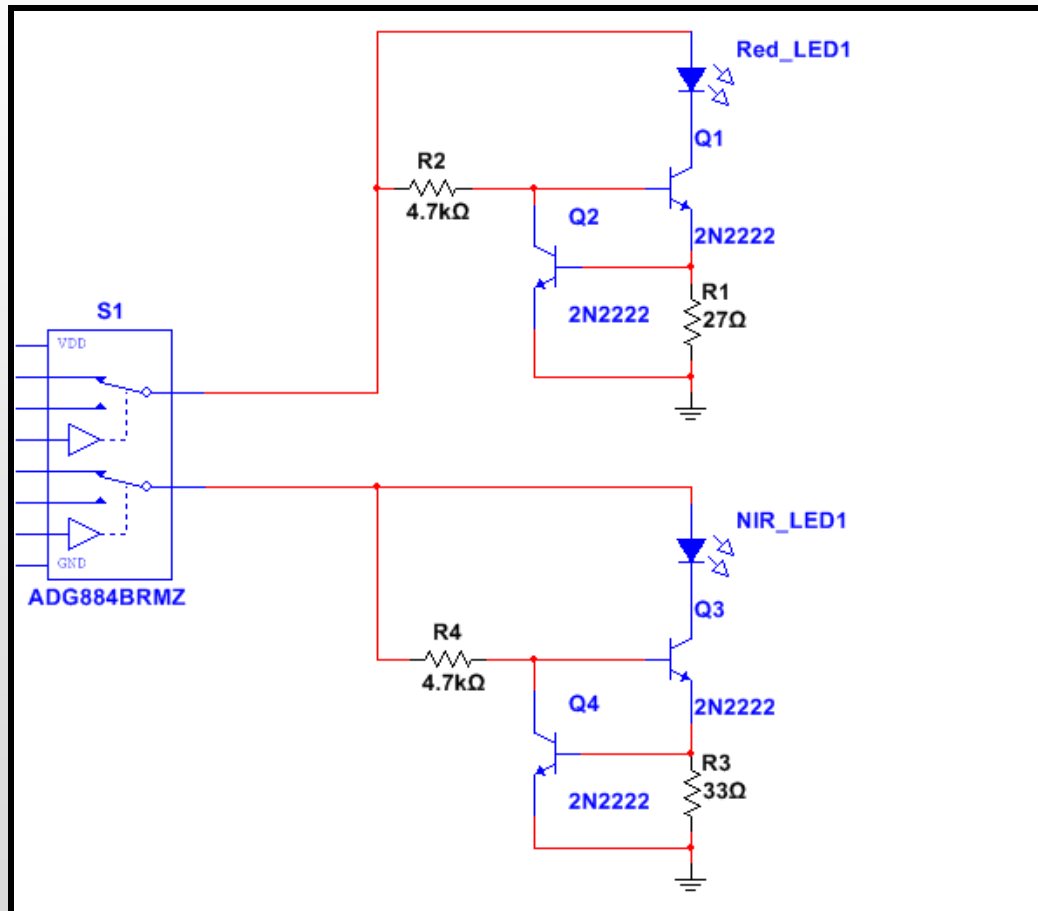 Red_LED1
Q1
R2
4.7kΩ
Q2
2N2222
2N2222
R1
27Ω
S1
VDD
GND
ADG884BRMZ
NIR_LED1
Q3
R4
4.7kΩ
Q4
2N2222
2N2222
R3
33Ω